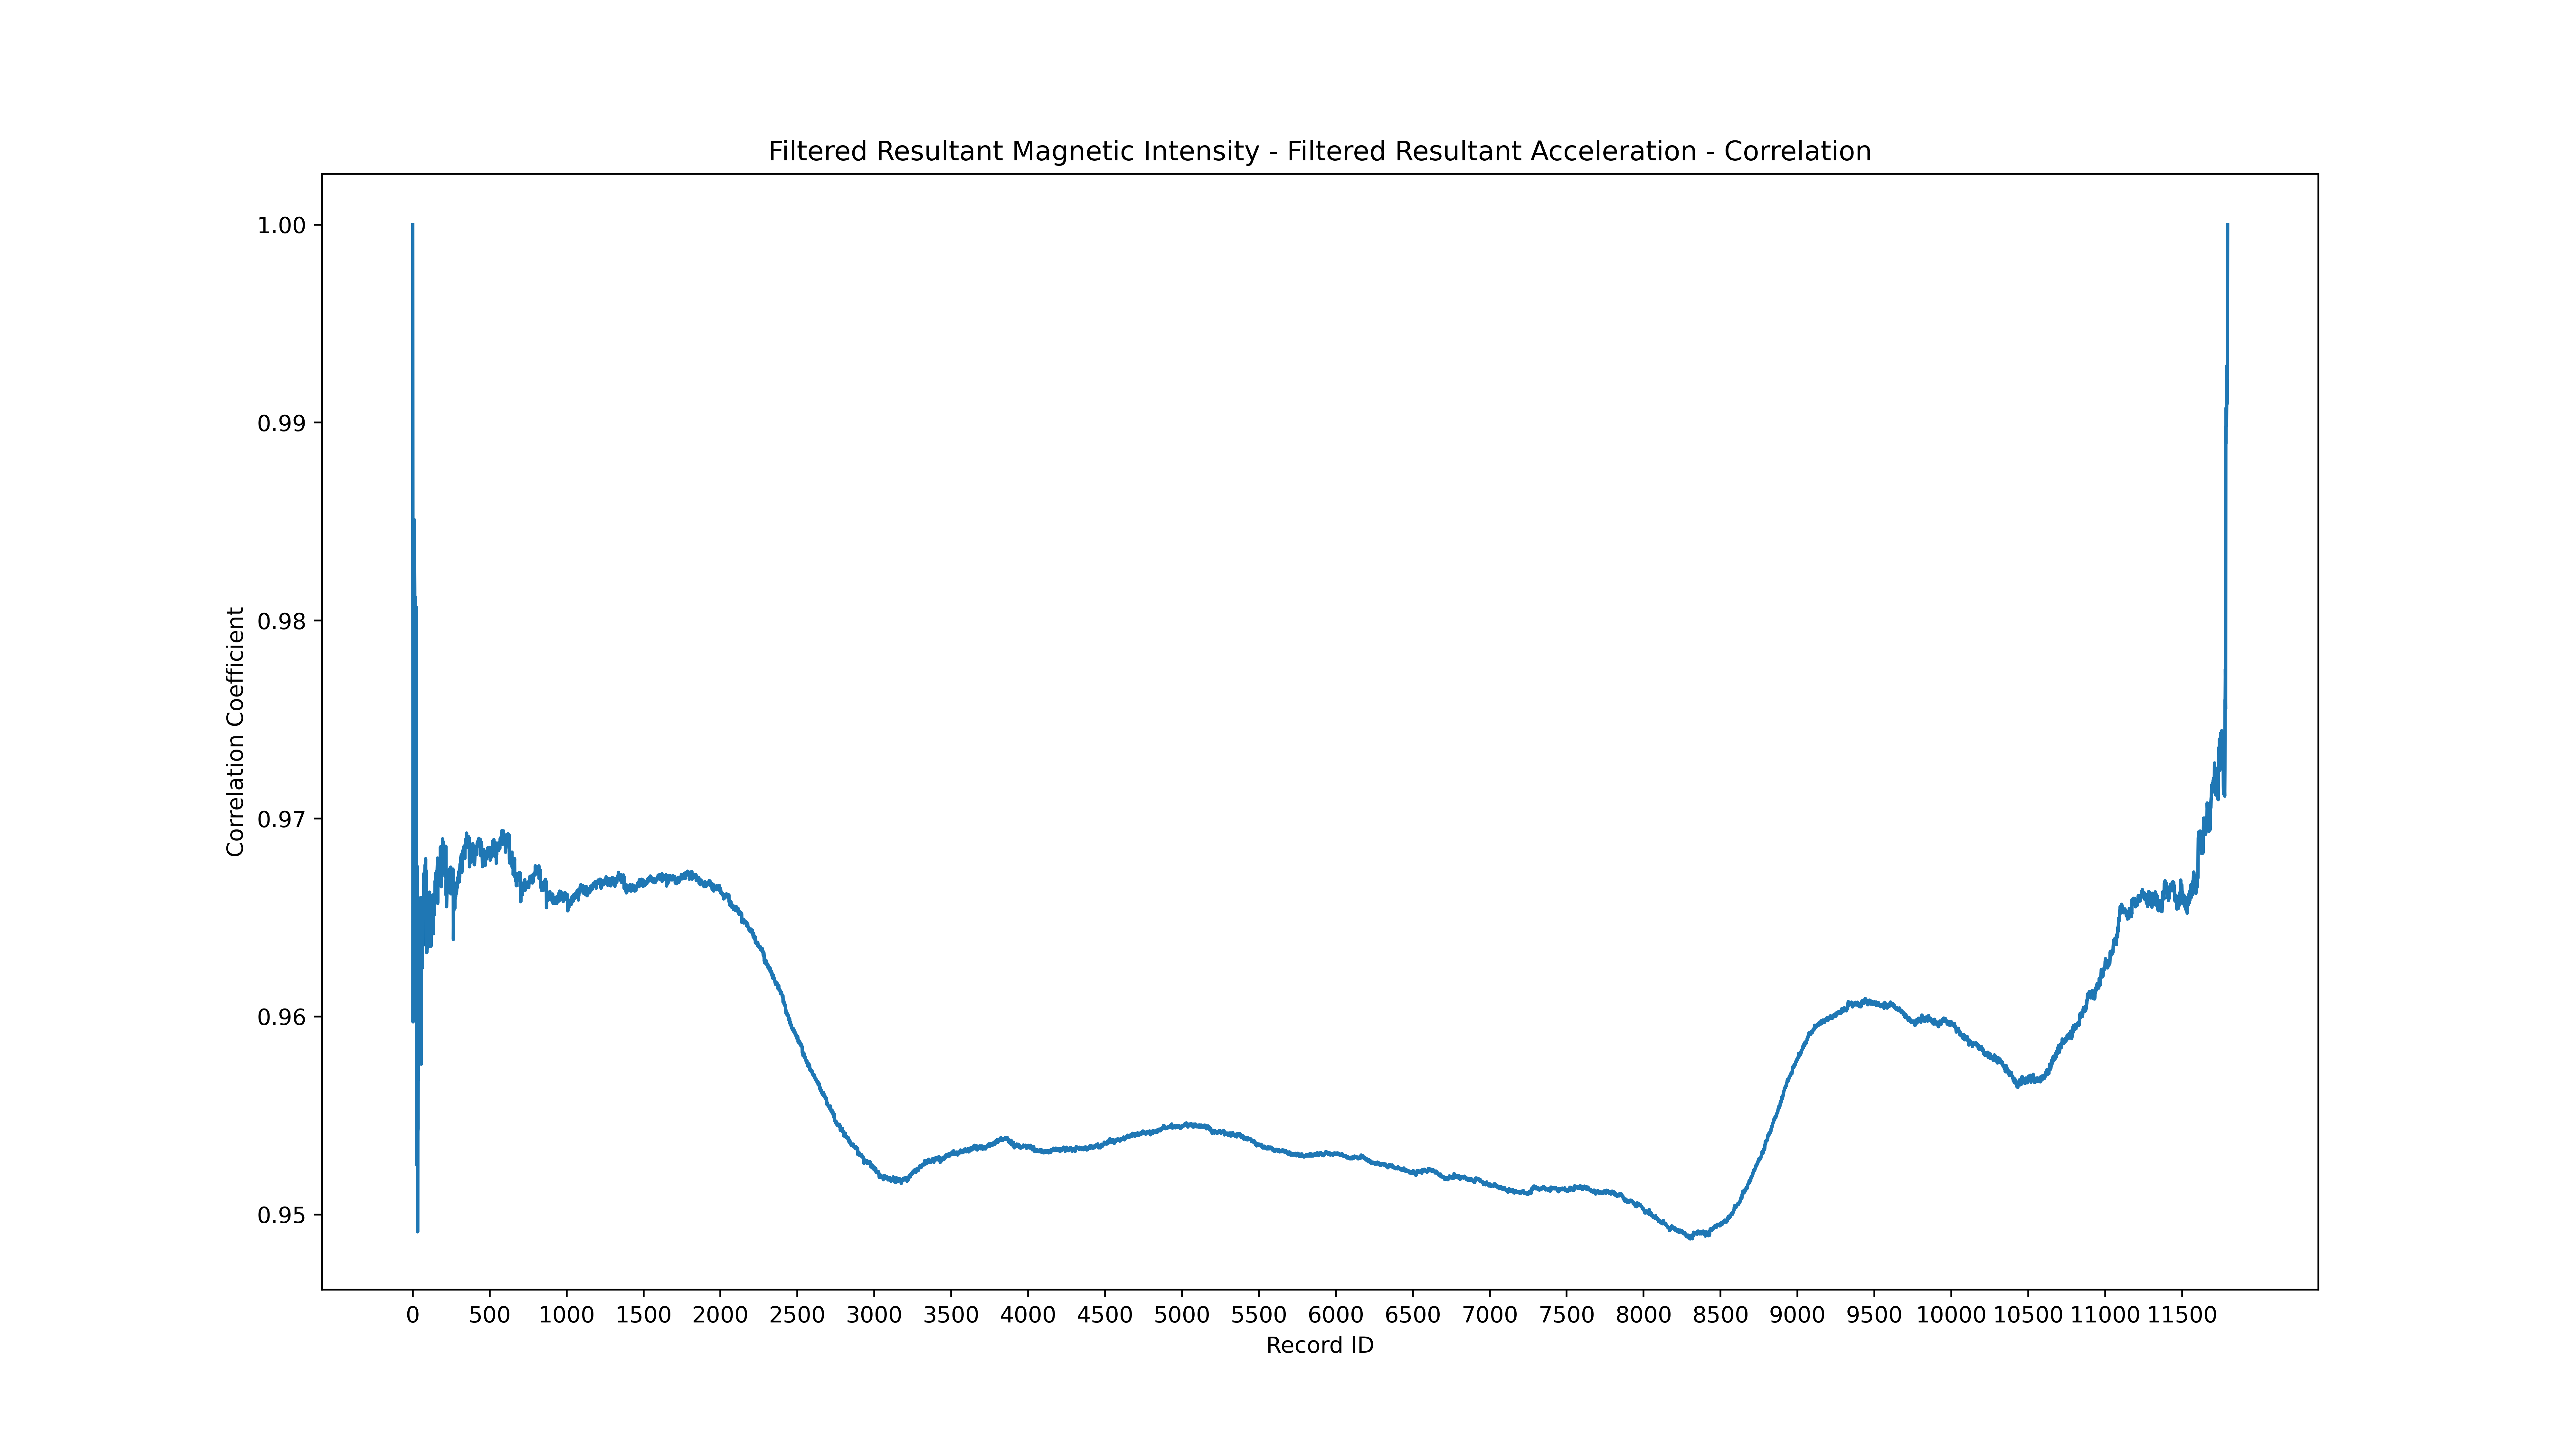 Filtered Resultant Magnetic Intensity - Filtered Resultant Acceleration - Correlation
1.00
0.99
0.98
0.97
0.96
0.95
Correlation Coefficient
0 500 1000 1500 2000 2500 3000 3500 4000 4500 5000 5500 6000 6500 7000 7500 8000 8500 9000 9500 10000 10500 11000 11500
Record ID